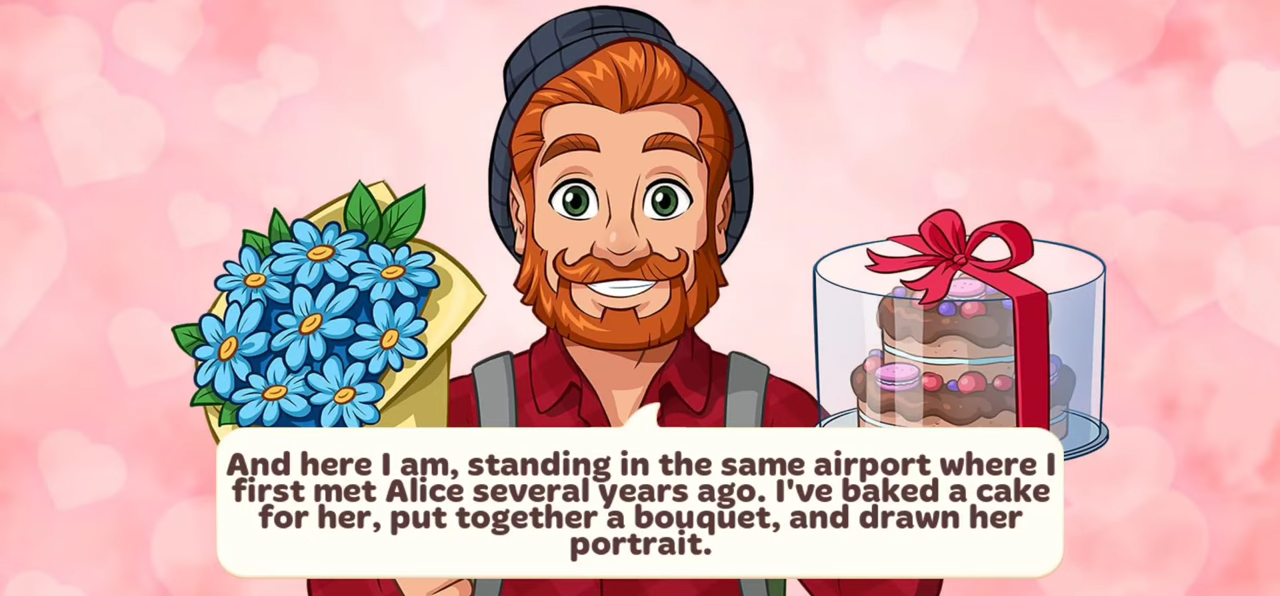 And here I am, standing in the same airport where I
first met Alice several years ago. I've baked a cake
for her, put together a bouquet, and drawn her
portrait.